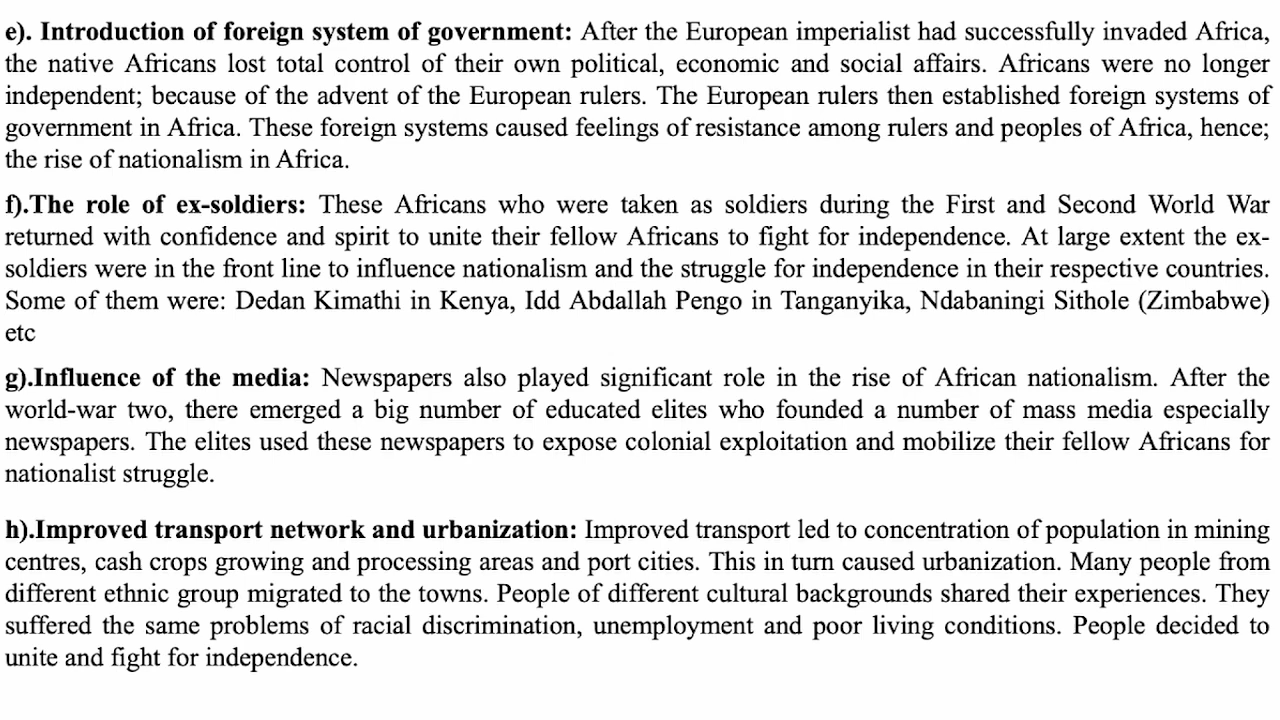 e). Introduction of foreign system of government: After the European imperialist had successfully invaded Africa,
the native Africans lost total control of their own political, economic and social affairs. Africans were no longer
independent; because of the advent of the European rulers. The European rulers then established foreign systems of
government in Africa. These foreign systems caused feelings of resistance among rulers and peoples of Africa, hence;
the rise of nationalism in Africa.
f).The role of ex-soldiers: These Africans who were taken as soldiers during the First and Second World War
returned with confidence and spirit to unite their fellow Africans to fight for independence. At large extent the ex-
soldiers were in the front line to influence nationalism and the struggle for independence in their respective countries.
Some of them were: Dedan Kimathi in Kenya, Idd Abdallah Pengo in Tanganyika, Ndabaningi Sithole (Zimbabwe)
etc
g).Influence of the media: Newspapers also played significant role in the rise of African nationalism. After the
world-war two, there emerged a big number of educated elites who founded a number of mass media especially
newspapers. The elites used these newspapers to expose colonial exploitation and mobilize their fellow Africans for
nationalist struggle.
h).Improved transport network and urbanization: Improved transport led to concentration of population in mining
centres, cash crops growing and processing areas and port cities. This in turn caused urbanization. Many people from
different ethnic group migrated to the towns. People of different cultural backgrounds shared their experiences. They
suffered the same problems of racial discrimination, unemployment and poor living conditions. People decided to
unite and fight for independence.